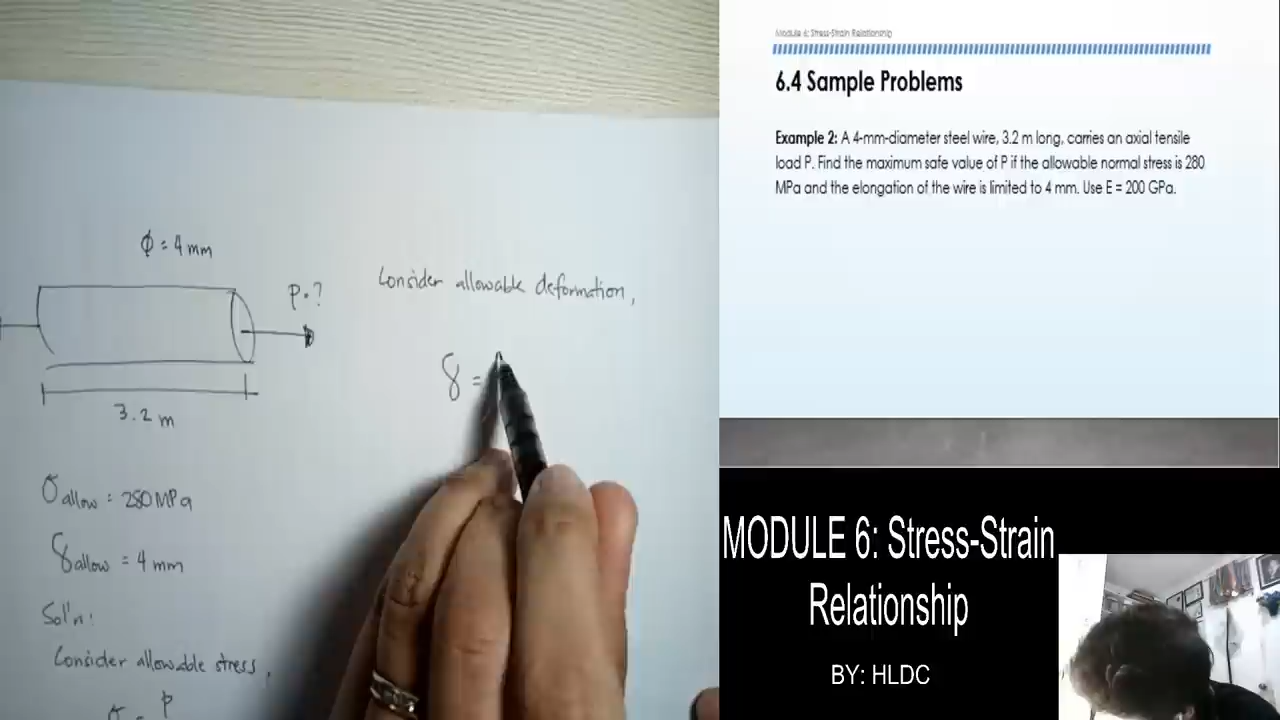 ϕ = 4 mm
P = ?
3.2 m
σallow = 280 MPa
δallow = 4 mm
Sol'n:
Consider allowable stress,
σ = P
Consider allowable deformation,
δ =
Module 6: Stress-Strain Relationship
6.4 Sample Problems
Example 2: A 4-mm-diameter steel wire, 3.2 m long, carries an axial tensile
load P. Find the maximum safe value of P if the allowable normal stress is 280
MPa and the elongation of the wire is limited to 4 mm. Use E = 200 GPa.
MODULE 6: Stress-Strain
Relationship
BY: HLDC